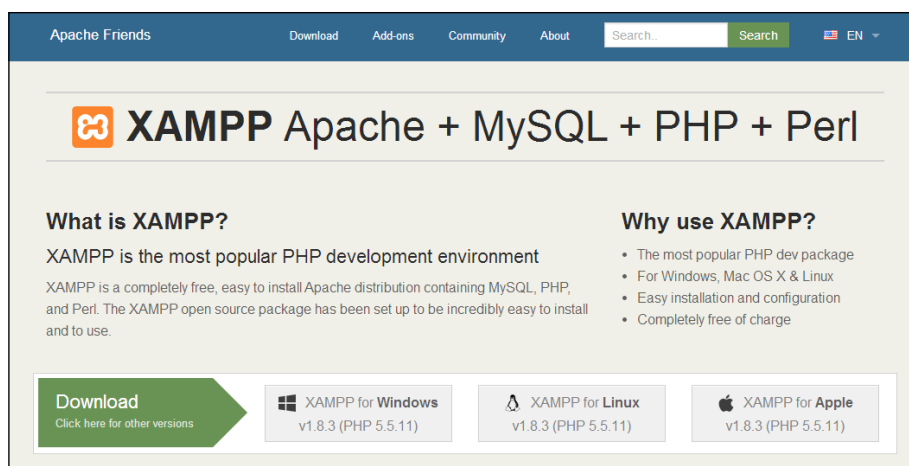 Apache Friends
Download
Add-ons
Community
About
Search..
Search
EN
XAMPP Apache + MySQL + PHP + Perl
What is XAMPP?
XAMPP is the most popular PHP development environment
XAMPP is a completely free, easy to install Apache distribution containing MySQL, PHP,
and Perl. The XAMPP open source package has been set up to be incredibly easy to install
and to use.
Why use XAMPP?
• The most popular PHP dev package
• For Windows, Mac OS X & Linux
• Easy installation and configuration
• Completely free of charge
Download
Click here for other versions
XAMPP for Windows
v1.8.3 (PHP 5.5.11)
XAMPP for Linux
v1.8.3 (PHP 5.5.11)
XAMPP for Apple
v1.8.3 (PHP 5.5.11)